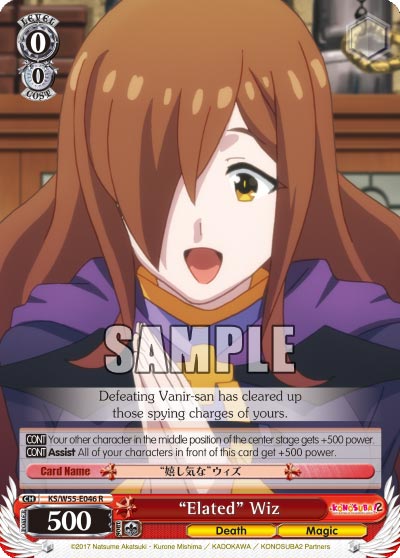 LEVEL
0
0
COST
SAMPLE
Defeating Vanir-san has cleared up
those spying charges of yours.
CONT Your other character in the middle position of the center stage gets +500 power.
CONT Assist All of your characters in front of this card get +500 power.
Card Name
“嬉し気な”ウィズ
CH KS/W55-E046 R
KONOSUBA 2
POWER 500 SOUL “Elated” Wiz
Death Magic
©2017 Natsume Akatsuki・Kurone Mishima / KADOKAWA / KONOSUBA2 Partners